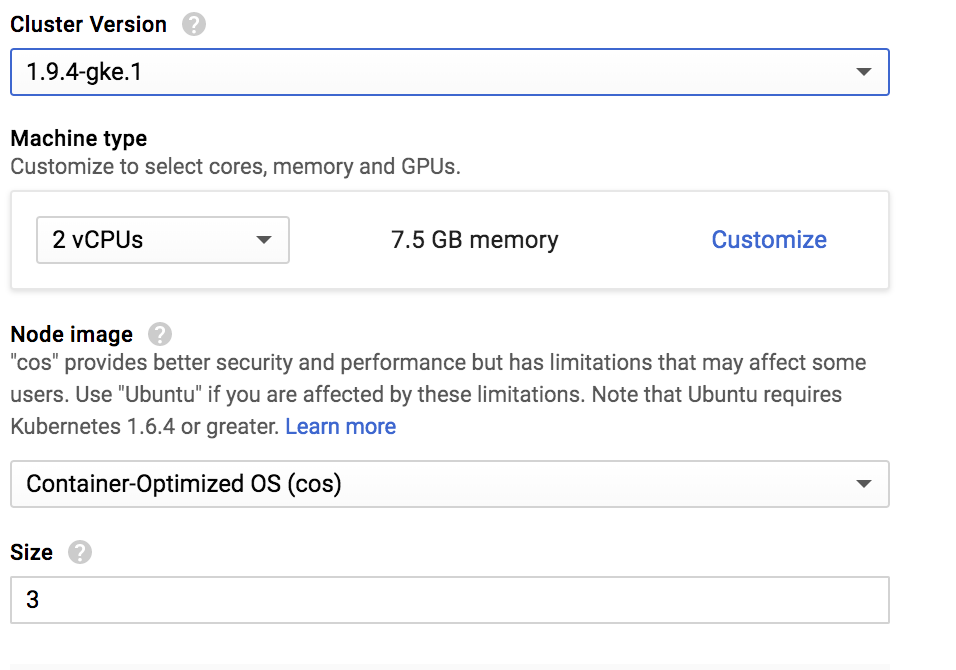 Cluster Version ?
1.9.4-gke.1
Machine type
Customize to select cores, memory and GPUs.
2 vCPUs 7.5 GB memory Customize
Node image ?
"cos" provides better security and performance but has limitations that may affect some
users. Use "Ubuntu" if you are affected by these limitations. Note that Ubuntu requires
Kubernetes 1.6.4 or greater. Learn more
Container-Optimized OS (cos)
Size ?
3